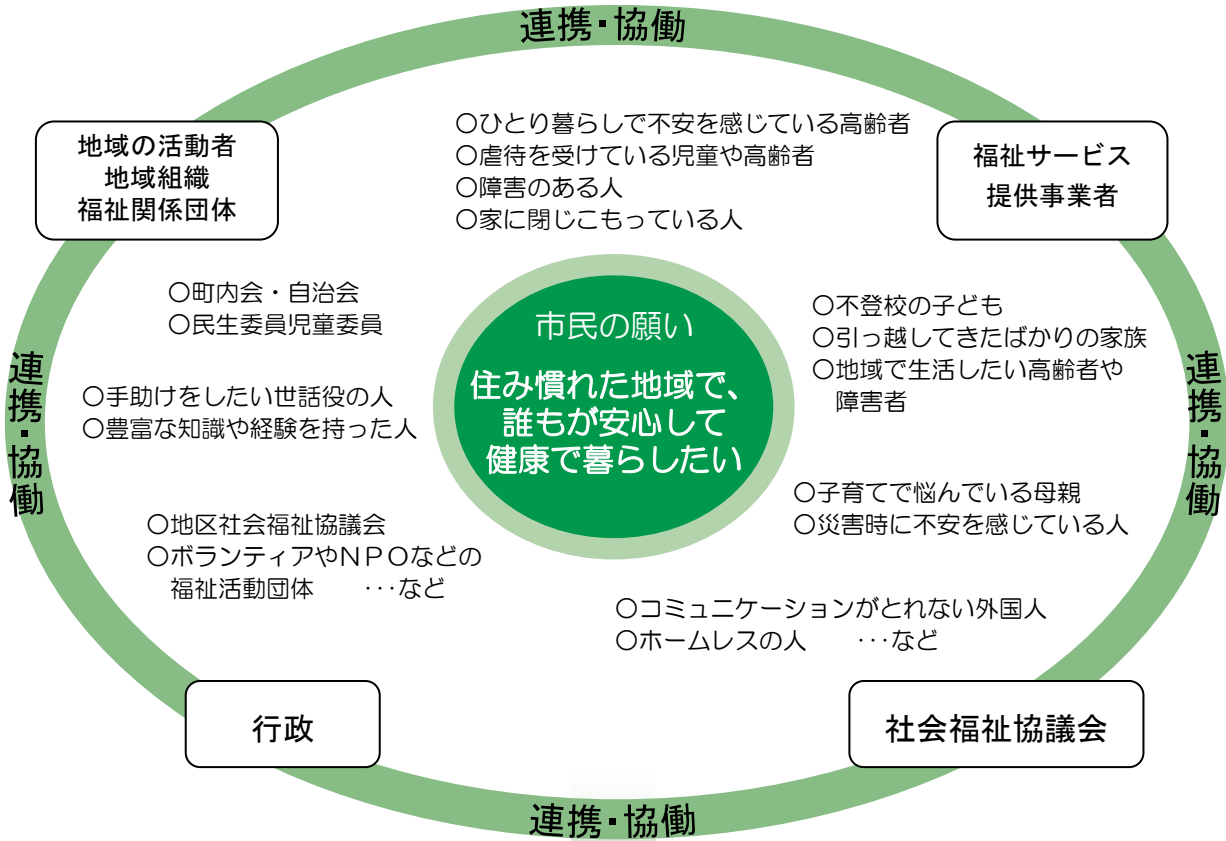 連携・協働
地域の活動者
地域組織
福祉関係団体
○ひとり暮らしで不安を感じている高齢者
○虐待を受けている児童や高齢者
○障害のある人
○家に閉じこもっている人
福祉サービス
提供事業者
○町内会・自治会
○民生委員児童委員
○手助けをしたい世話役の人
○豊富な知識や経験を持った人
○地区社会福祉協議会
○ボランティアやNPOなどの
福祉活動団体　　･･･など
市民の願い
住み慣れた地域で、
誰もが安心して
健康で暮らしたい
○不登校の子ども
○引っ越してきたばかりの家族
○地域で生活したい高齢者や
障害者
○子育てで悩んでいる母親
○災害時に不安を感じている人
○コミュニケーションがとれない外国人
○ホームレスの人　　･･･など
連携・協働
連携・協働
行政
社会福祉協議会
連携・協働